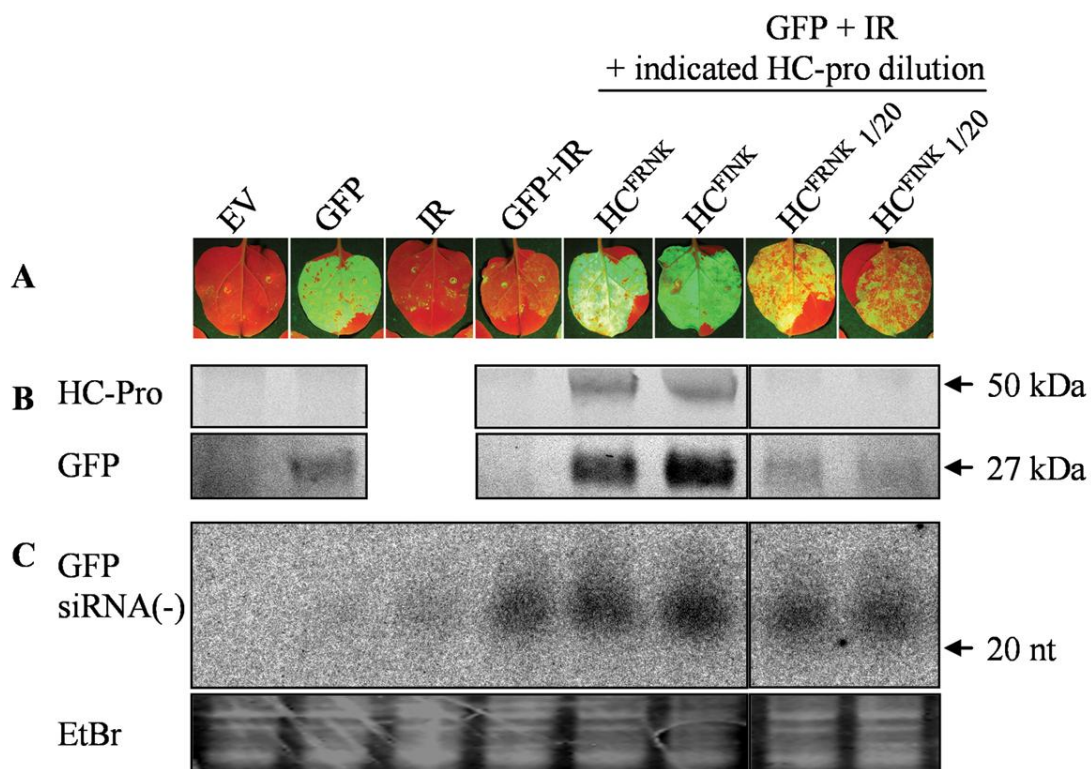 GFP + IR
+ indicated HC-pro dilution
EV
GFP
IR
GFP+IR
HC^FRNK
HC^FINK
HC^FRNK 1/20
HC^FINK 1/20
A
B
HC-Pro
50 kDa
GFP
27 kDa
C
GFP
siRNA(-)
20 nt
EtBr